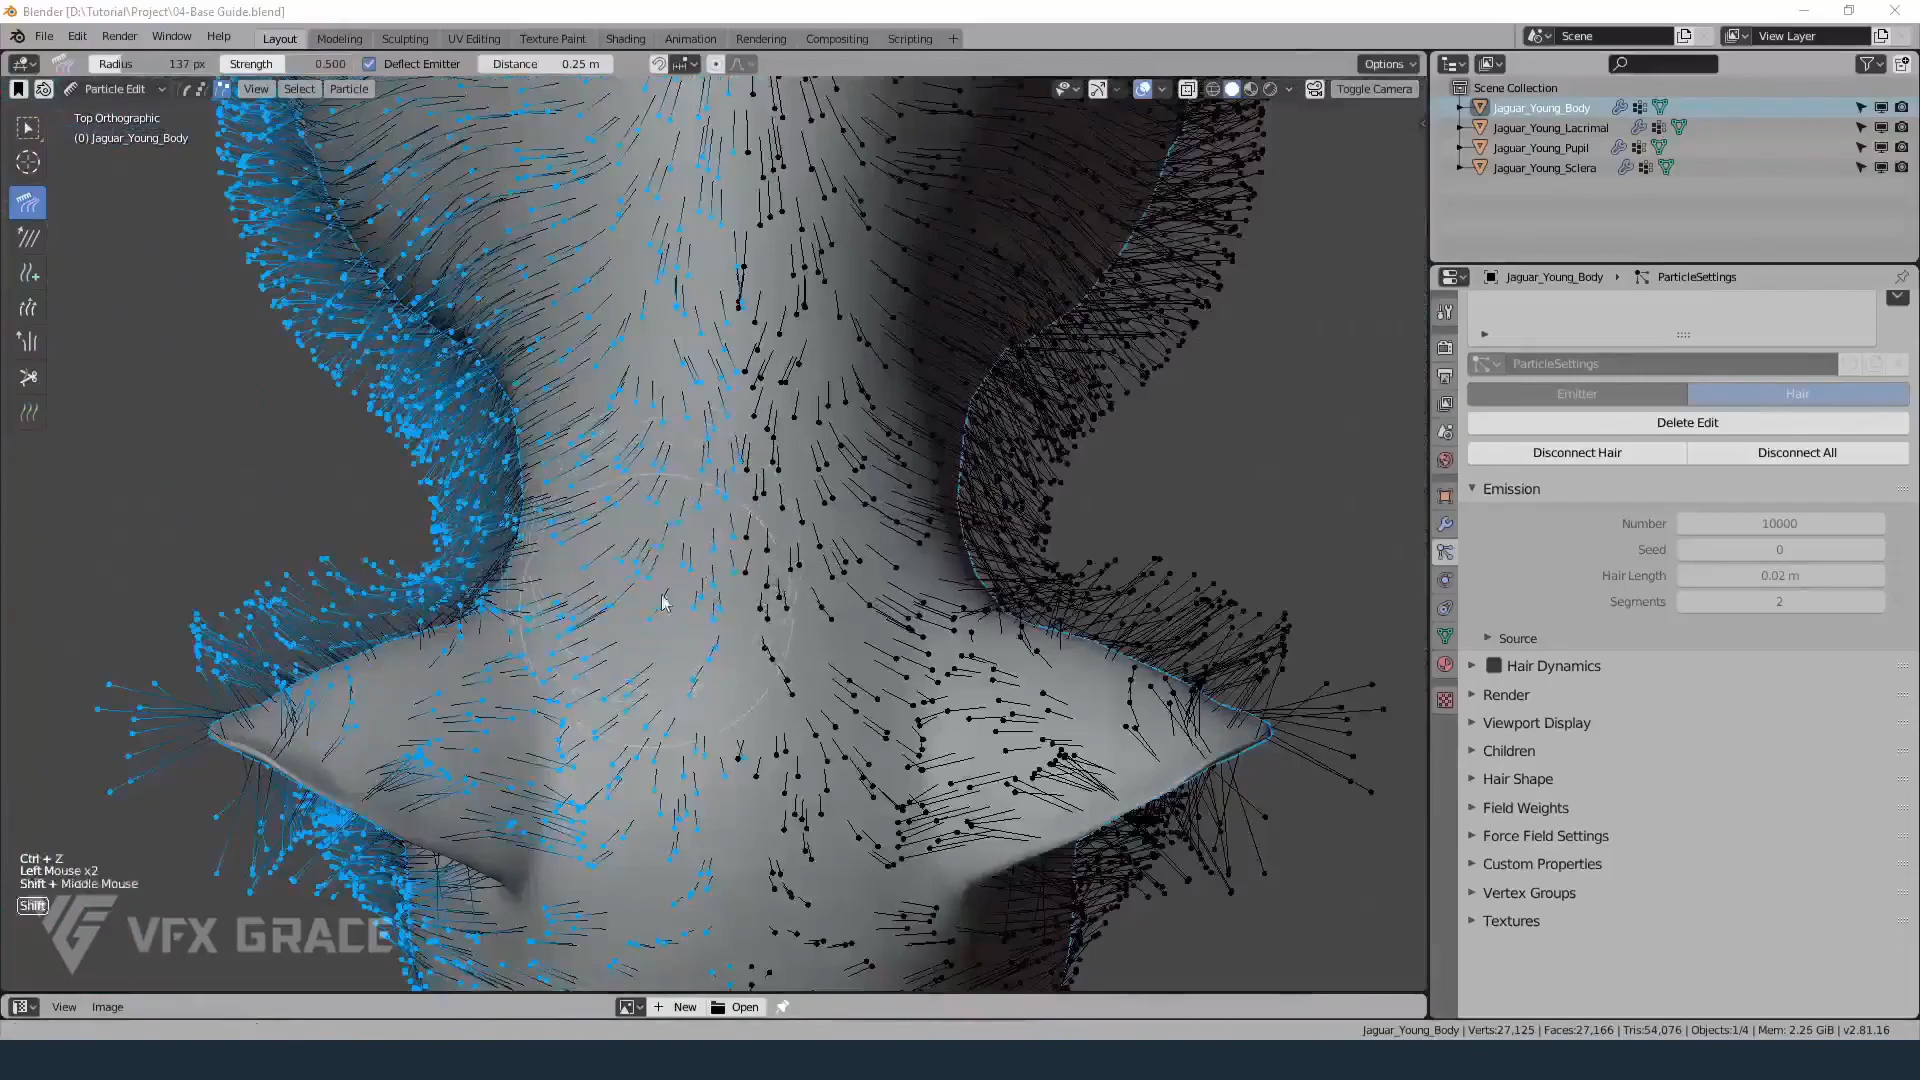 Blender [D:\Tutorial\Project\04-Base Guide.blend]
File Edit Render Window Help Layout Modeling Sculpting UV Editing Texture Paint Shading Animation Rendering Compositing Scripting + Scene View Layer
Radius 137 px Strength 0.500 Deflect Emitter Distance 0.25 m Options
Particle Edit View Select Particle Toggle Camera
Top Orthographic
(0) Jaguar_Young_Body
Scene Collection
Jaguar_Young_Body
Jaguar_Young_Lacrimal
Jaguar_Young_Pupil
Jaguar_Young_Sclera
Jaguar_Young_Body › ParticleSettings
ParticleSettings
Emitter Hair
Delete Edit
Disconnect Hair Disconnect All
Emission
Number 10000
Seed 0
Hair Length 0.02 m
Segments 2
Source
Hair Dynamics
Render
Viewport Display
Children
Hair Shape
Field Weights
Force Field Settings
Custom Properties
Vertex Groups
Textures
Ctrl + Z
Left Mouse x2
Shift + Middle Mouse
Shift
VFX GRACE
View Image + New Open
Jaguar_Young_Body | Verts:27,125 | Faces:27,166 | Tris:54,076 | Objects:1/4 | Mem: 2.25 GiB | v2.81.16